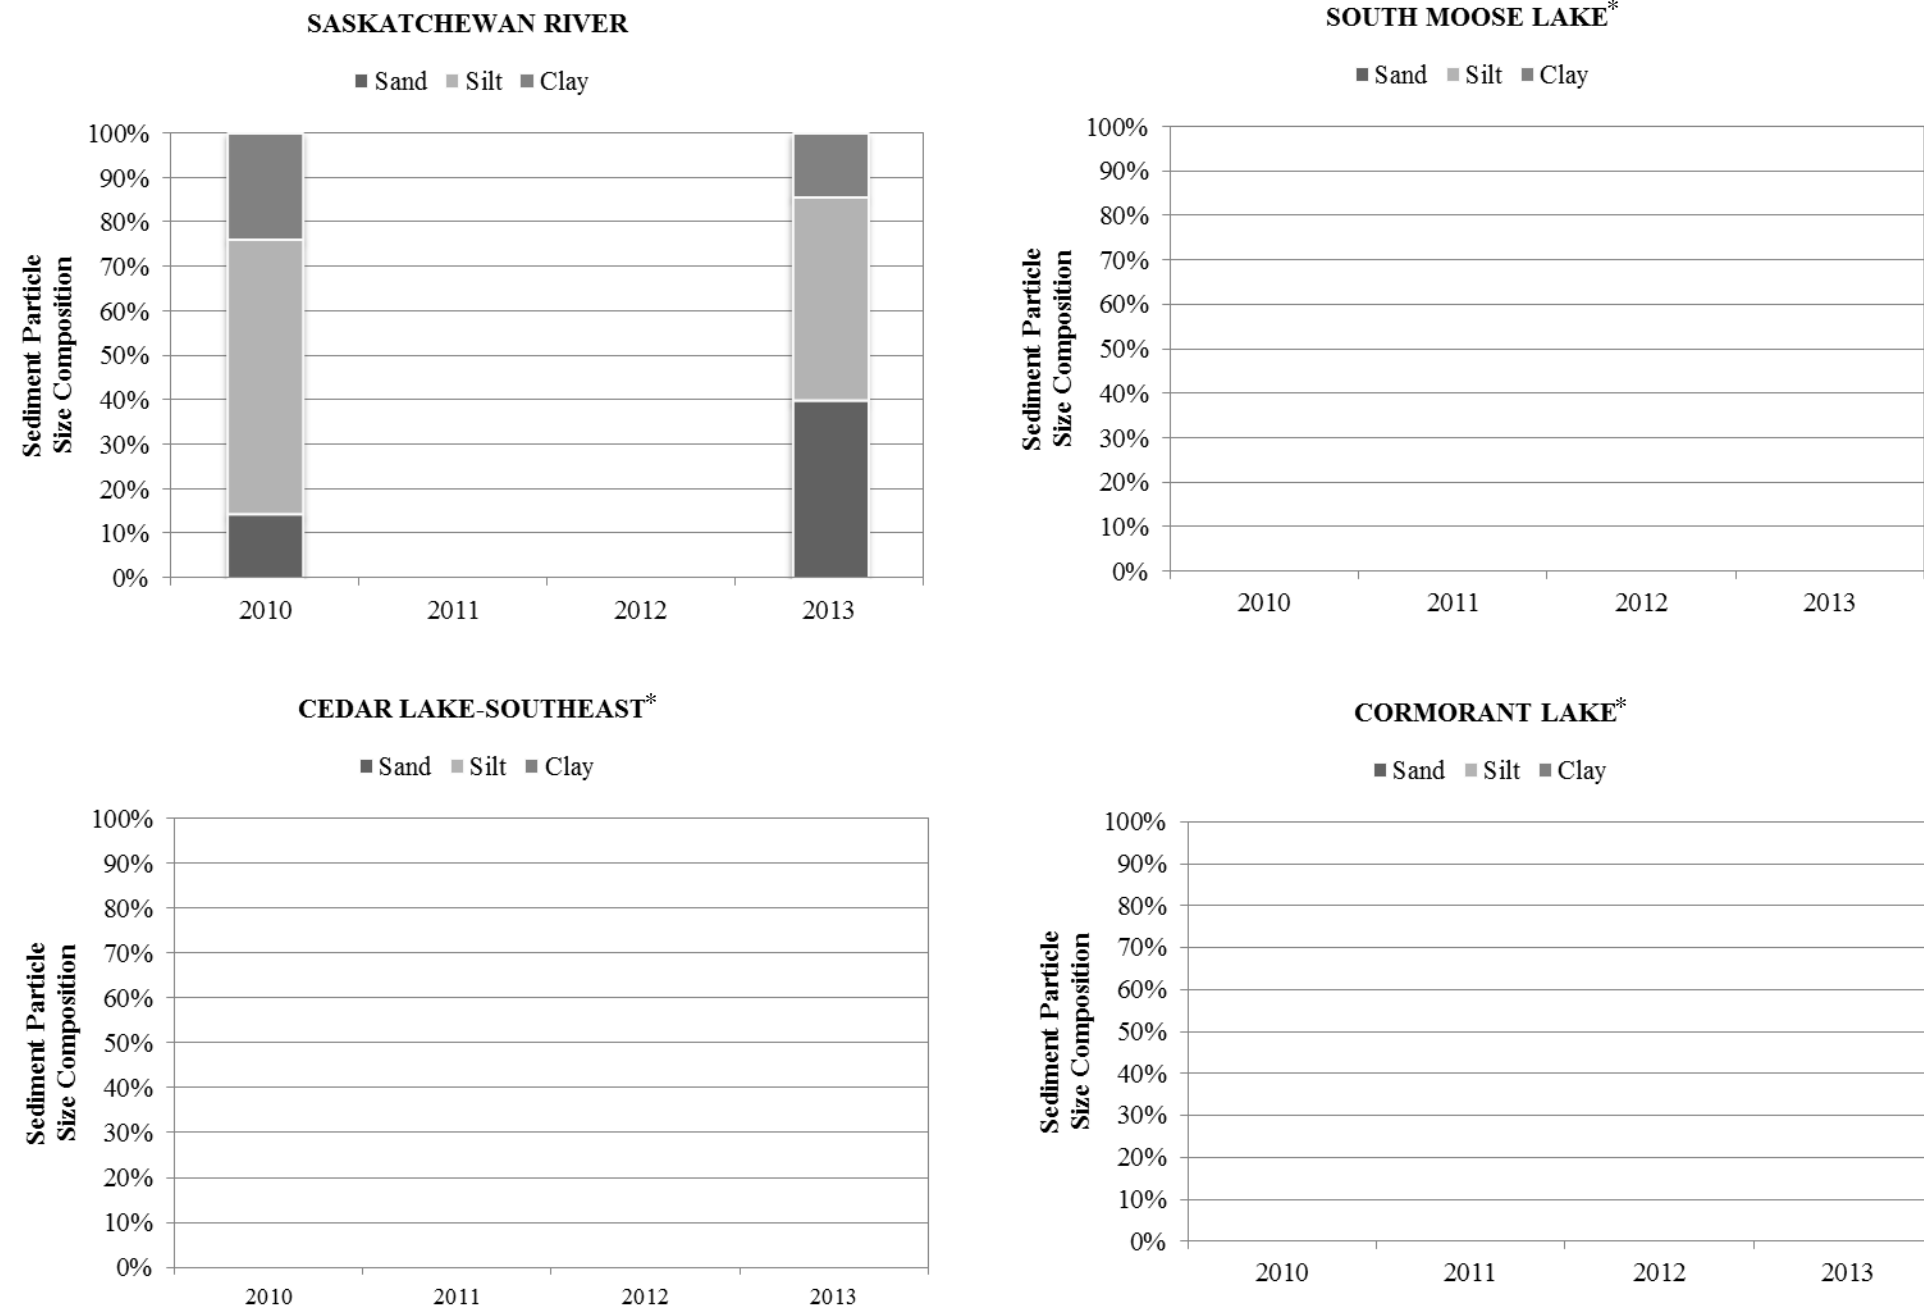 SASKATCHEWAN RIVER
Sand Silt Clay
100%
90%
80%
70%
60%
50%
40%
30%
20%
10%
0%
Sediment Particle
Size Composition
2010 2011 2012 2013
SOUTH MOOSE LAKE*
Sand Silt Clay
100%
90%
80%
70%
60%
50%
40%
30%
20%
10%
0%
Sediment Particle
Size Composition
2010 2011 2012 2013
CEDAR LAKE-SOUTHEAST*
Sand Silt Clay
100%
90%
80%
70%
60%
50%
40%
30%
20%
10%
0%
Sediment Particle
Size Composition
2010 2011 2012 2013
CORMORANT LAKE*
Sand Silt Clay
100%
90%
80%
70%
60%
50%
40%
30%
20%
10%
0%
Sediment Particle
Size Composition
2010 2011 2012 2013